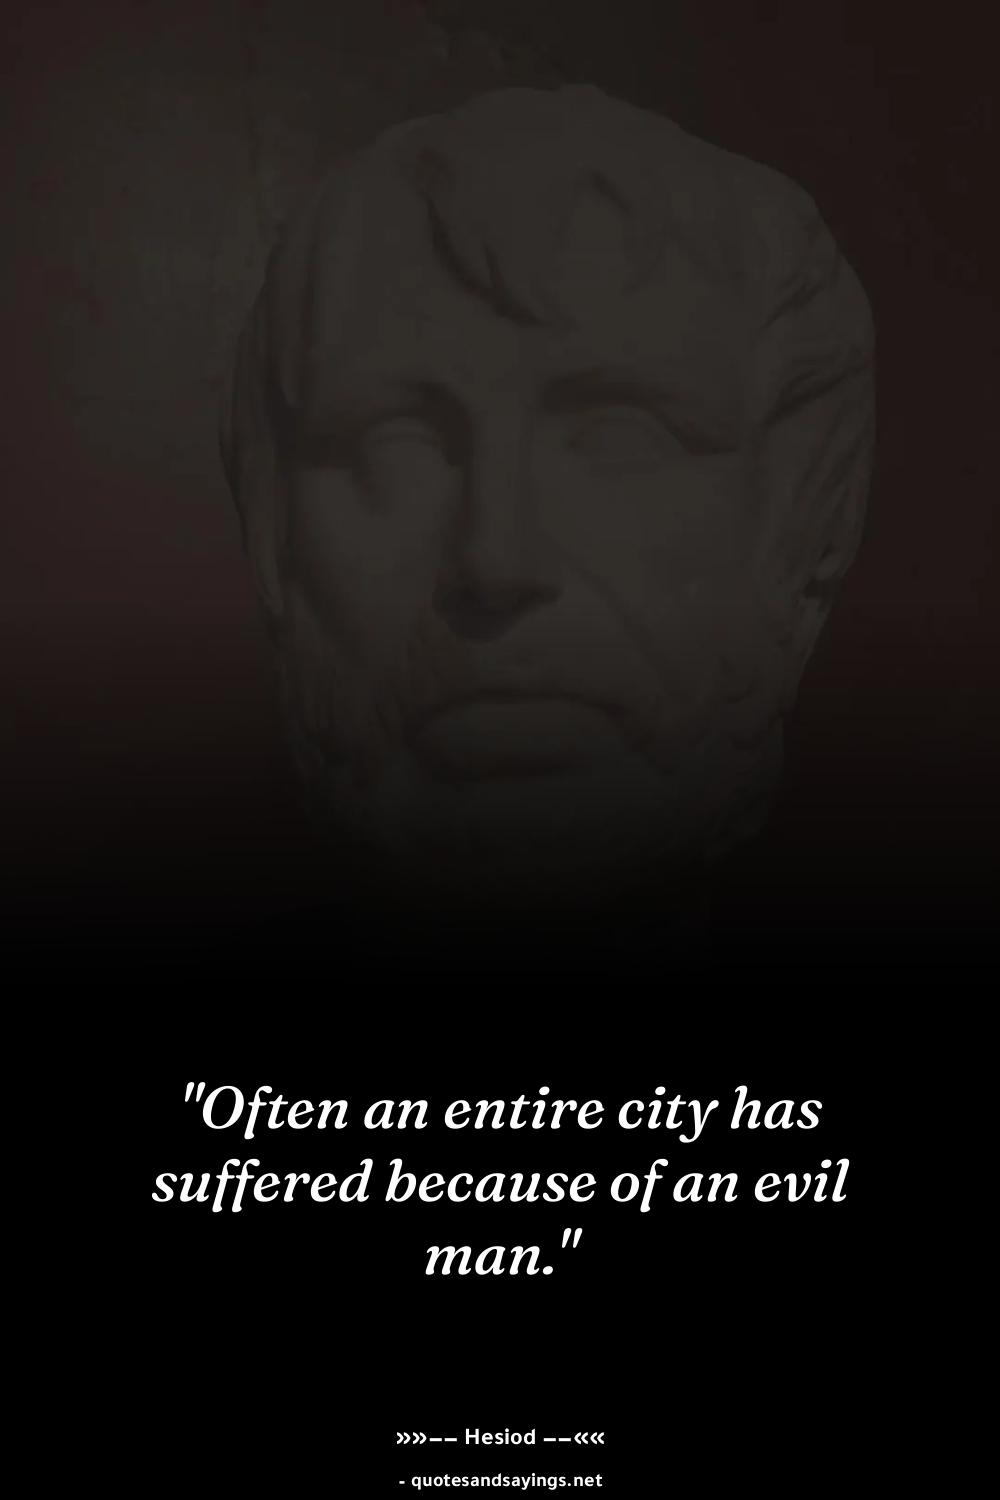 "Often an entire city has
suffered because of an evil
man."
»»–– Hesiod ––««
- quotesandsayings.net